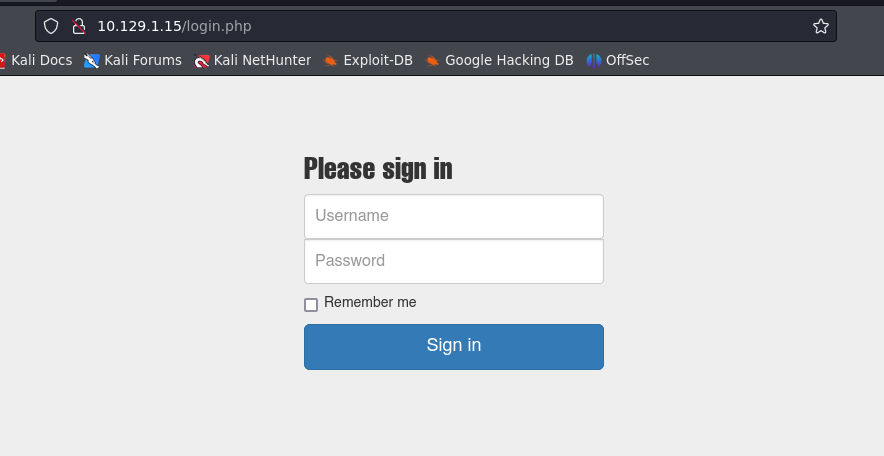 10.129.1.15/login.php
Kali Docs Kali Forums Kali NetHunter Exploit-DB Google Hacking DB OffSec
Please sign in
Username
Password
Remember me
Sign in